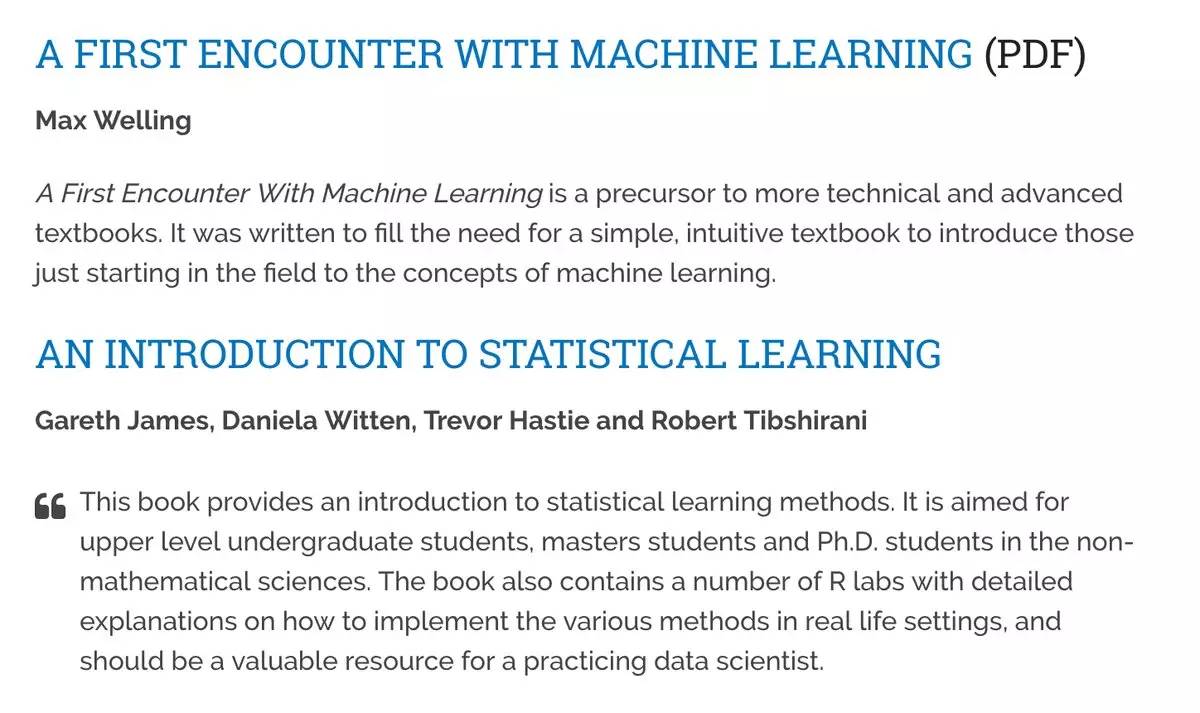 A FIRST ENCOUNTER WITH MACHINE LEARNING (PDF)
Max Welling
A First Encounter With Machine Learning is a precursor to more technical and advanced
textbooks. It was written to fill the need for a simple, intuitive textbook to introduce those
just starting in the field to the concepts of machine learning.
AN INTRODUCTION TO STATISTICAL LEARNING
Gareth James, Daniela Witten, Trevor Hastie and Robert Tibshirani
“ This book provides an introduction to statistical learning methods. It is aimed for
upper level undergraduate students, masters students and Ph.D. students in the non-
mathematical sciences. The book also contains a number of R labs with detailed
explanations on how to implement the various methods in real life settings, and
should be a valuable resource for a practicing data scientist.